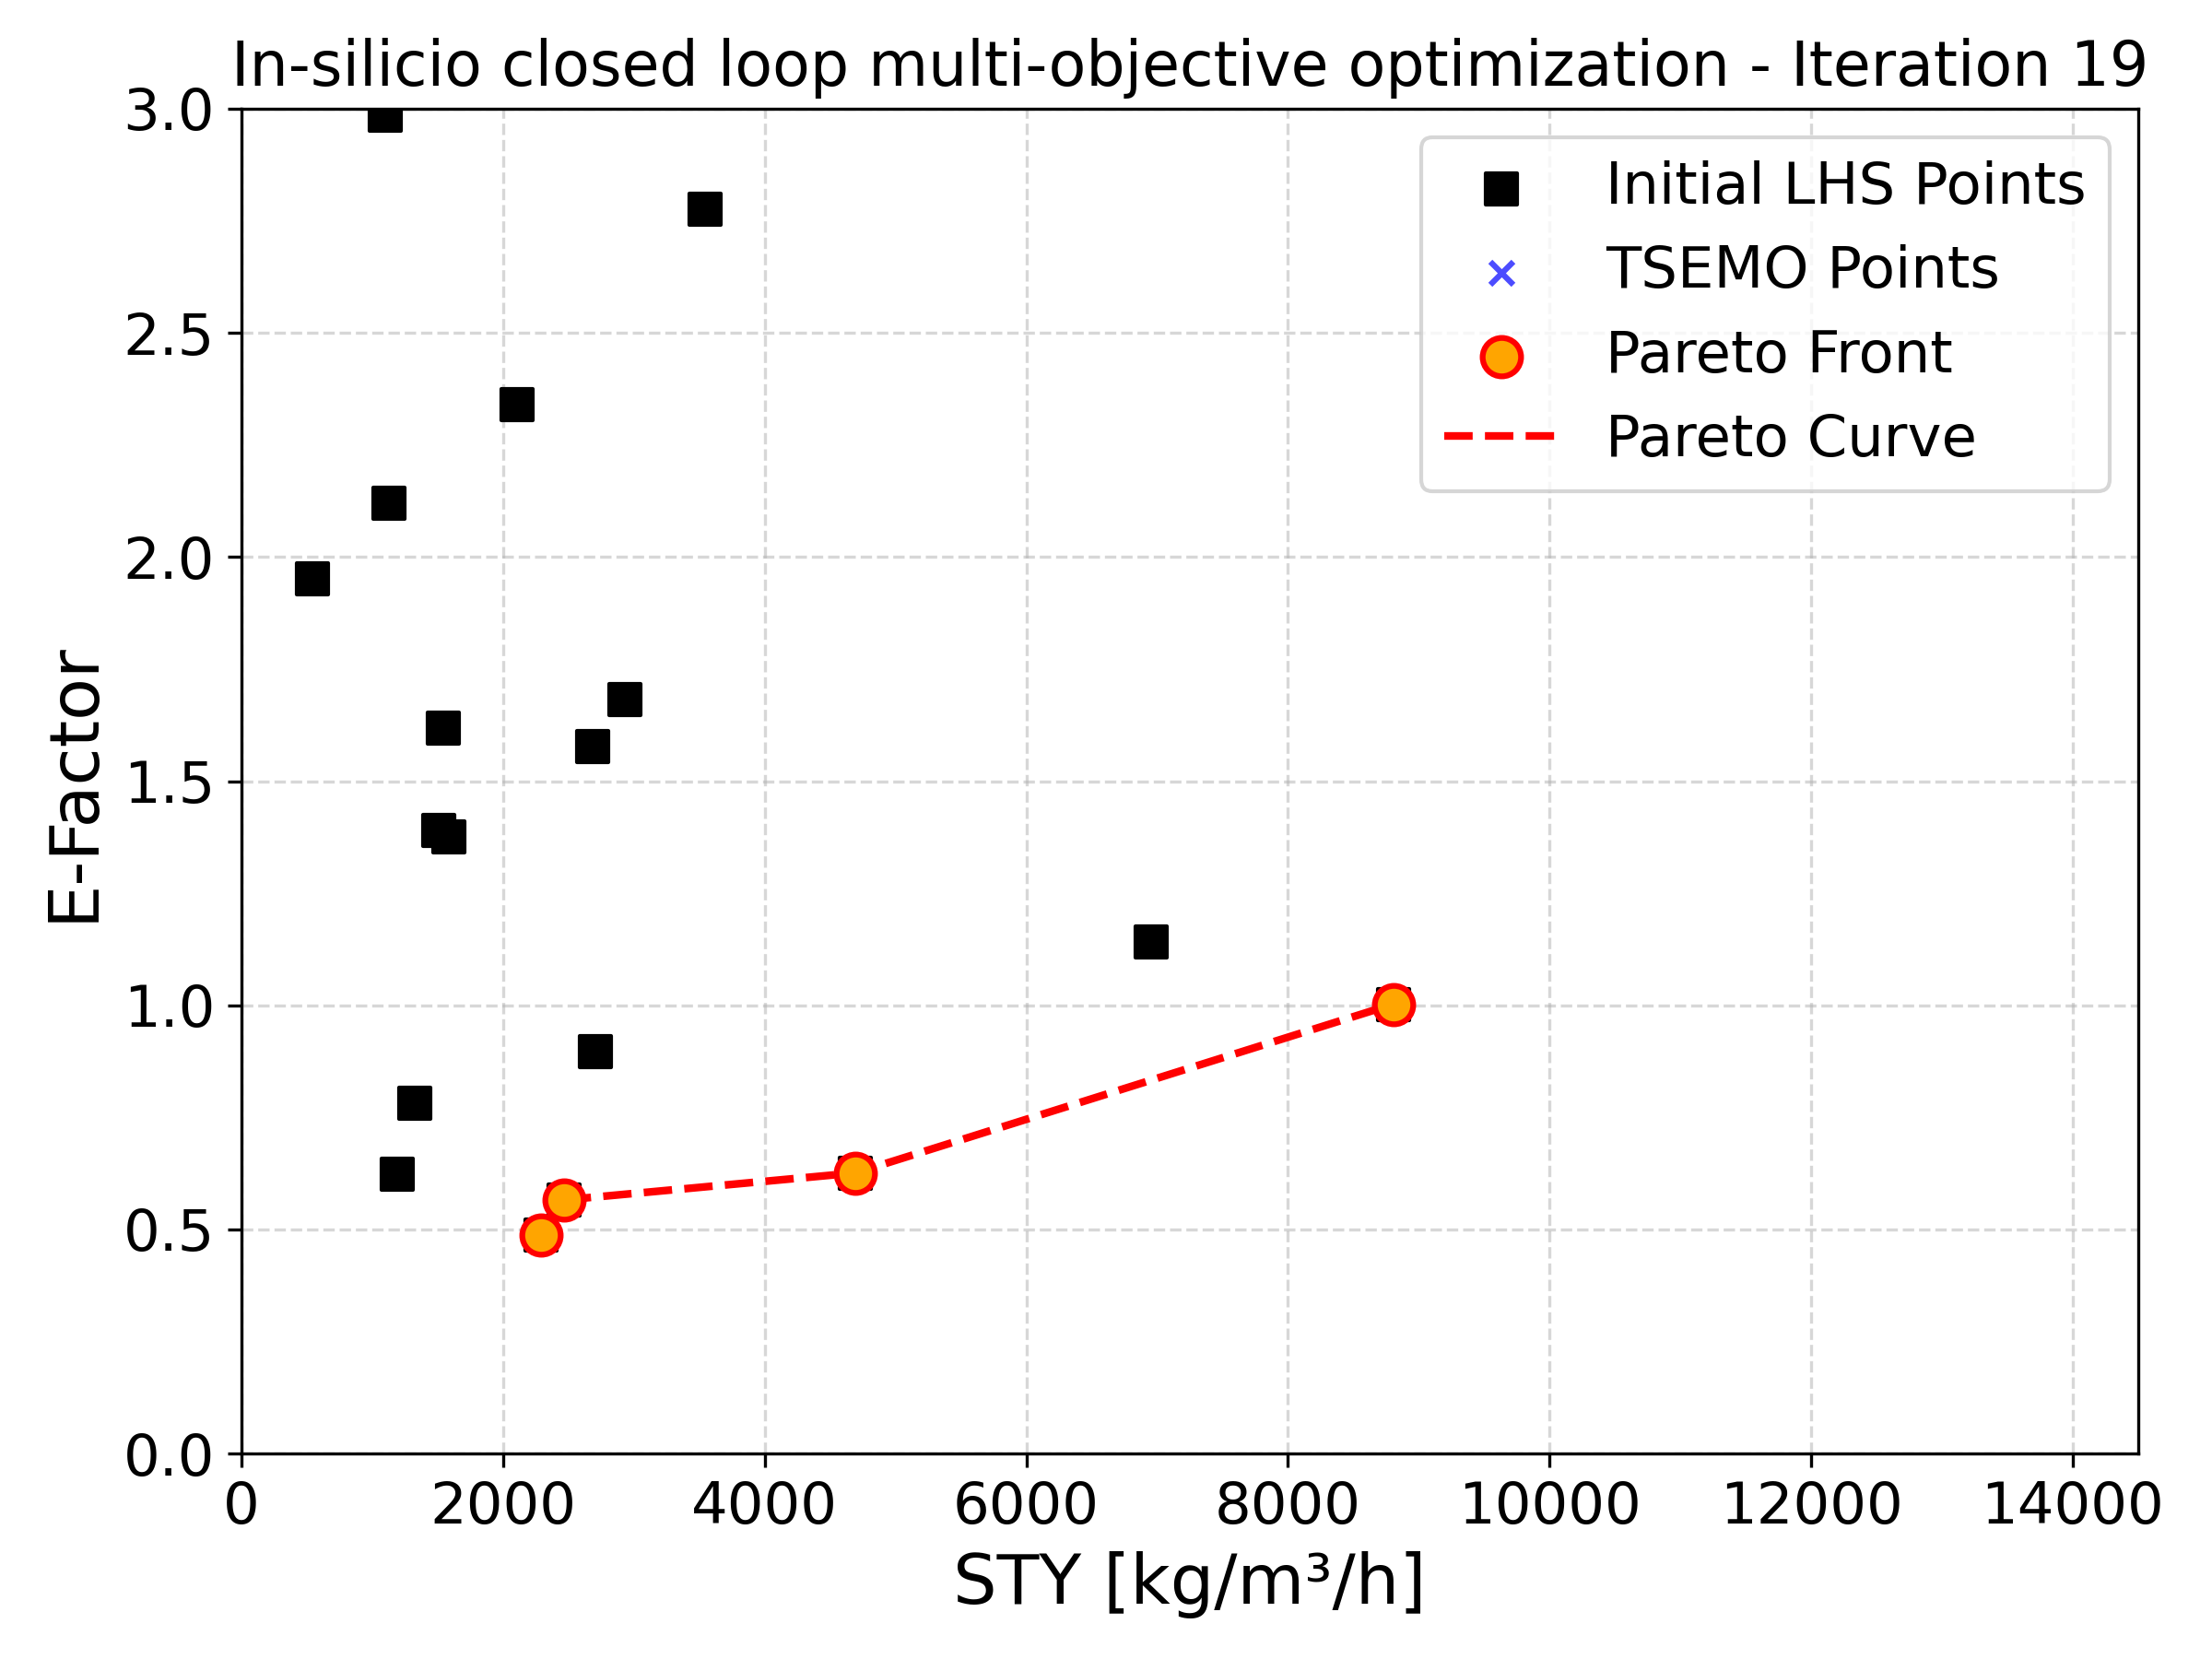 In-silicio closed loop multi-objective optimization - Iteration 19
3.0
2.5
2.0
1.5
1.0
0.5
0.0
E-Factor
Initial LHS Points
TSEMO Points
Pareto Front
Pareto Curve
0 2000 4000 6000 8000 10000 12000 14000
STY [kg/m³/h]